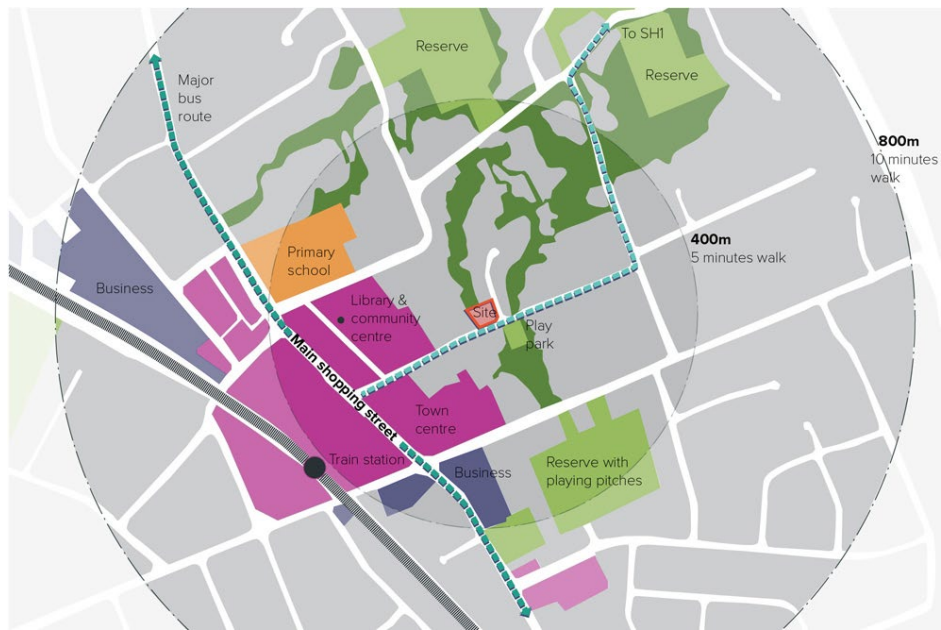 Reserve
To SH1
Reserve
Major
bus
route
800m
10 minutes
walk
400m
5 minutes walk
Primary
school
Business
Library &
community
centre
Site
Play
park
Main shopping street
Town
centre
Train station
Business
Reserve with
playing pitches